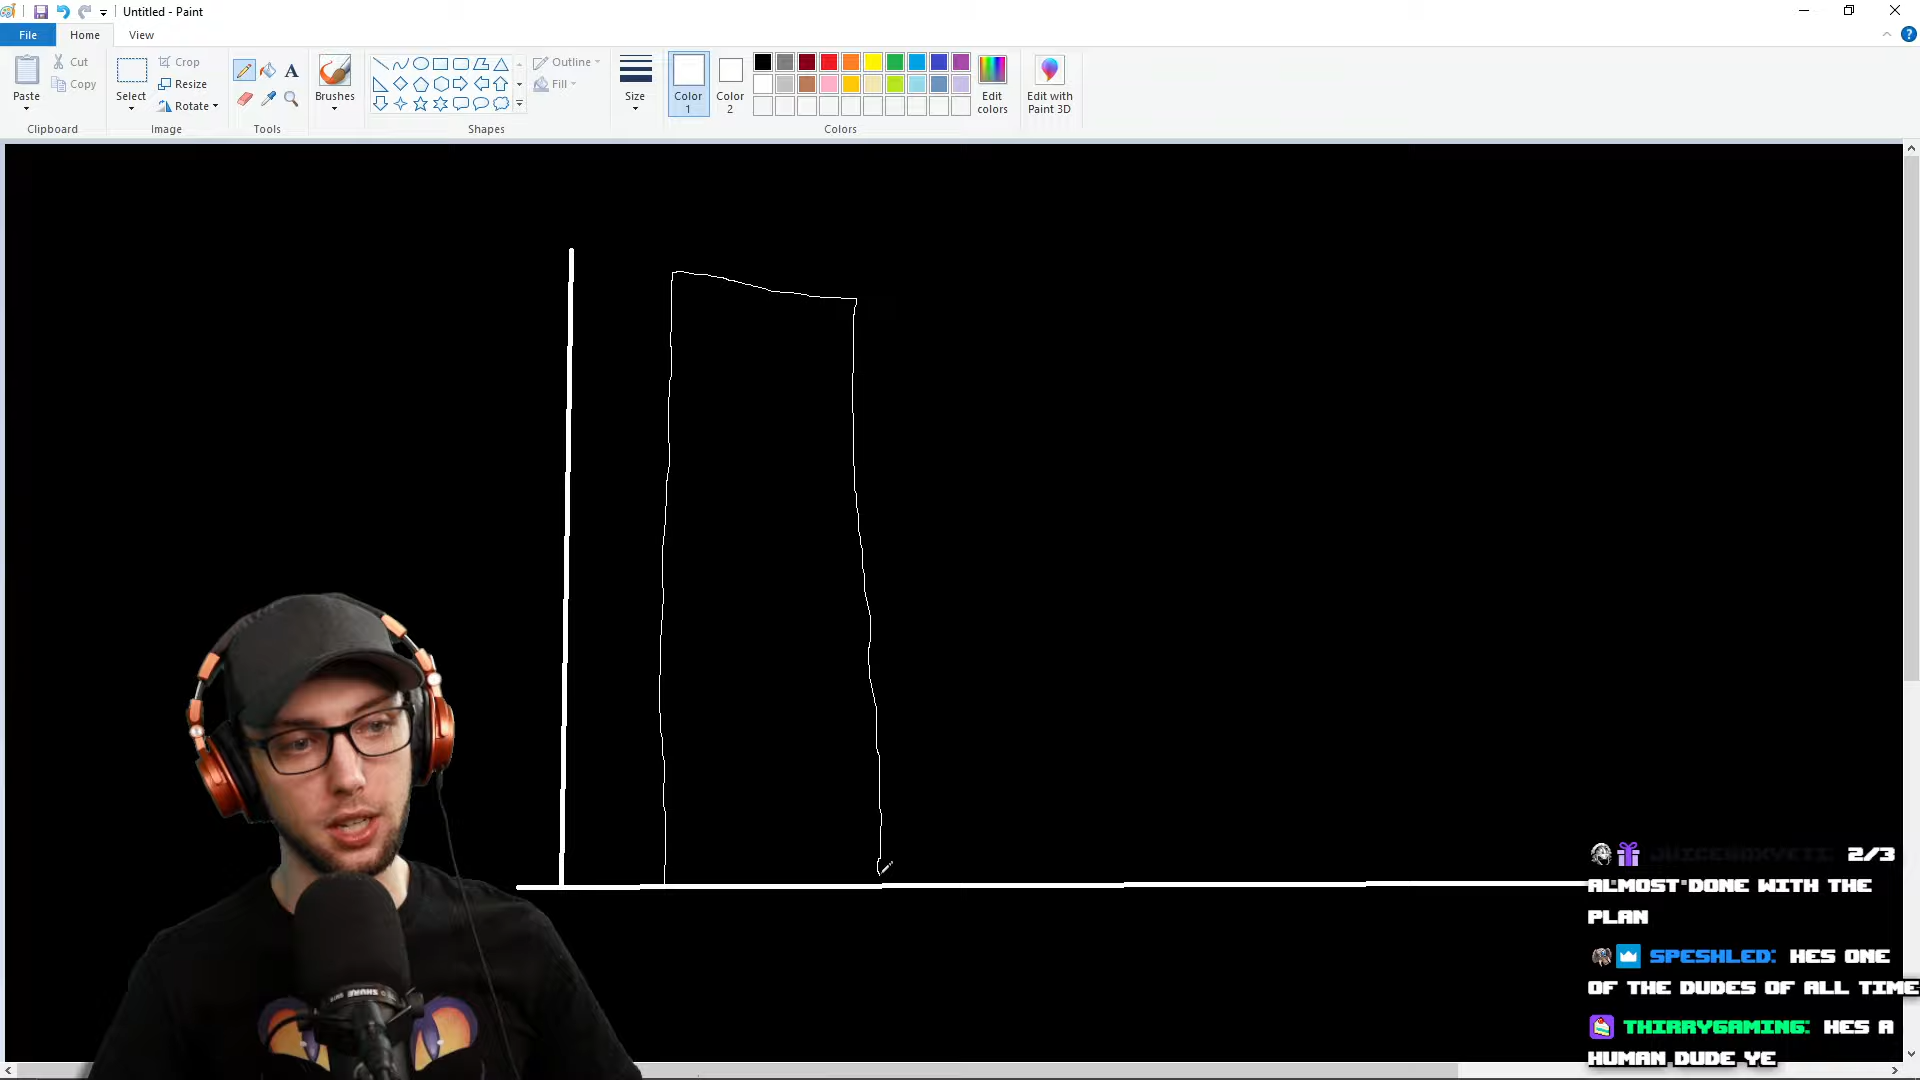 Untitled - Paint
File Home View
Paste Cut Copy Select Crop Resize Rotate Brushes Outline Fill Size Color 1 Color 2 Edit colors Edit with Paint 3D
Clipboard Image Tools Shapes Colors
2/3
ALMOST DONE WITH THE
PLAN
SPESHLED: HES ONE
OF THE DUDES OF ALL TIME
THIRRYGAMING: HES A
HUMAN DUDE YE
SHURE